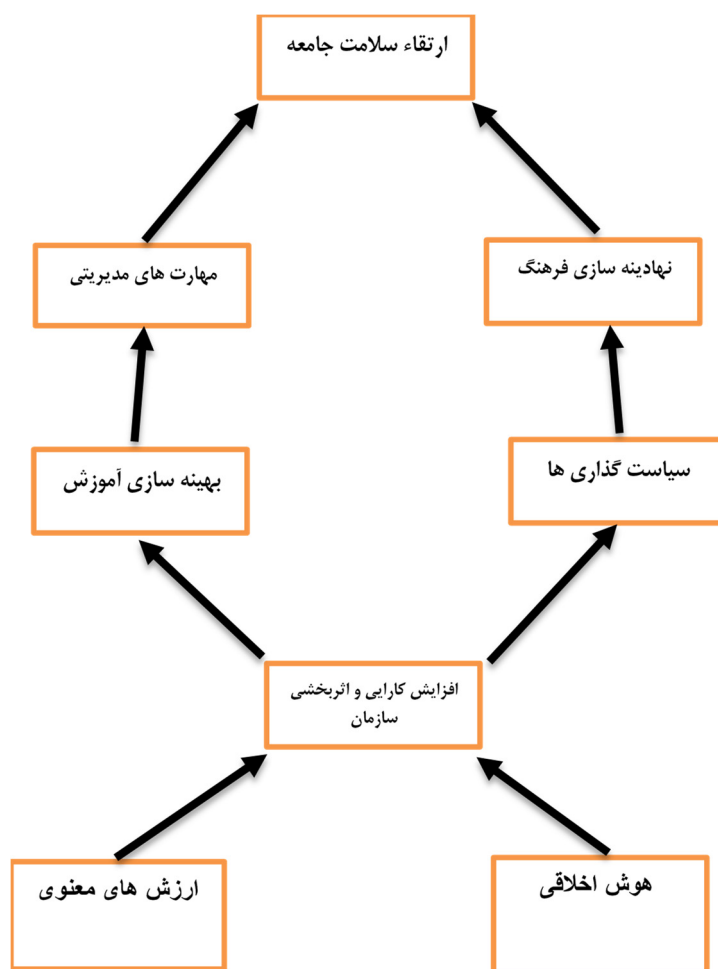 ارتقاء سلامت جامعه
نهادینه سازی فرهنگ
مهارت های مدیریتی
سیاست گذاری ها
بهینه سازی آموزش
افزایش کارایی و اثربخشی
سازمان
هوش اخلاقی
ارزش های معنوی